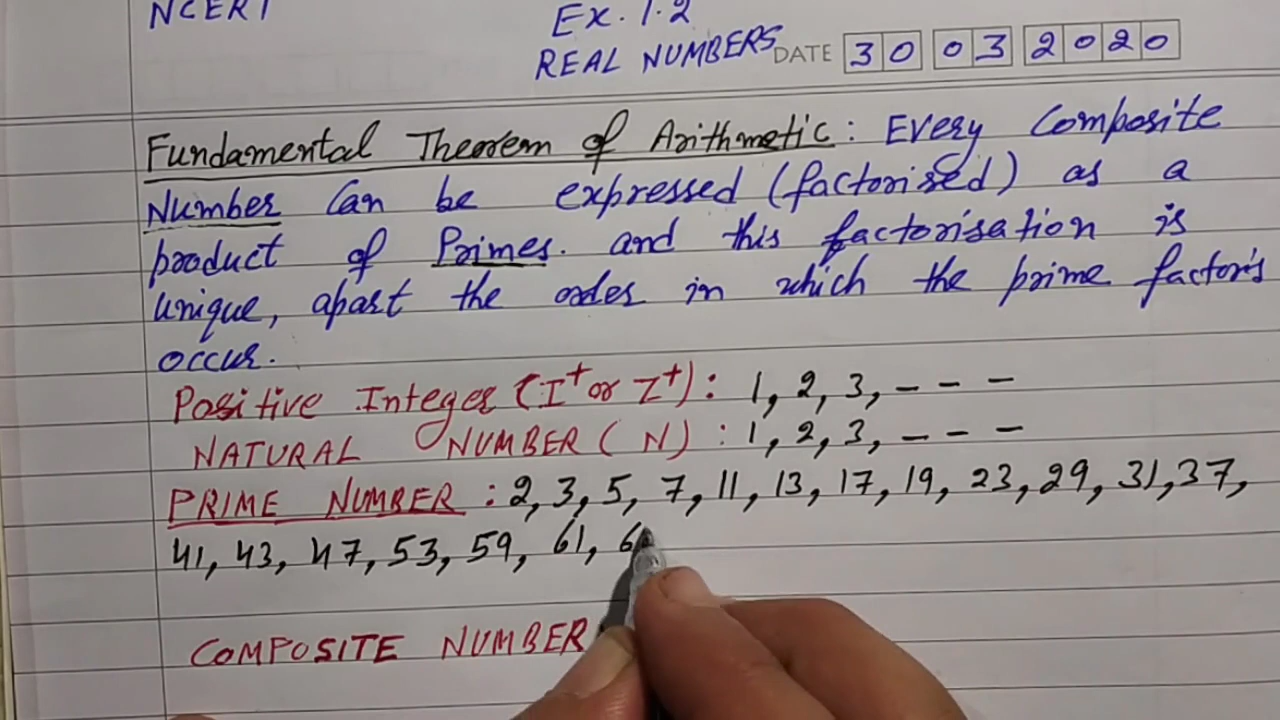 NCERT
Ex. 1.2
REAL NUMBERS DATE 30 03 2020
Fundamental Theorem of Arithmetic: Every Composite
Number Can be expressed (factorised) as a
product of Primes. and this factorisation is
unique, apart the order in which the prime factor's
occur.
Positive Integer (I+ or Z+): 1, 2, 3, - - -
NATURAL NUMBER (N) : 1, 2, 3, - - -
PRIME NUMBER : 2, 3, 5, 7, 11, 13, 17, 19, 23, 29, 31, 37,
41, 43, 47, 53, 59, 61, 6
COMPOSITE NUMBER